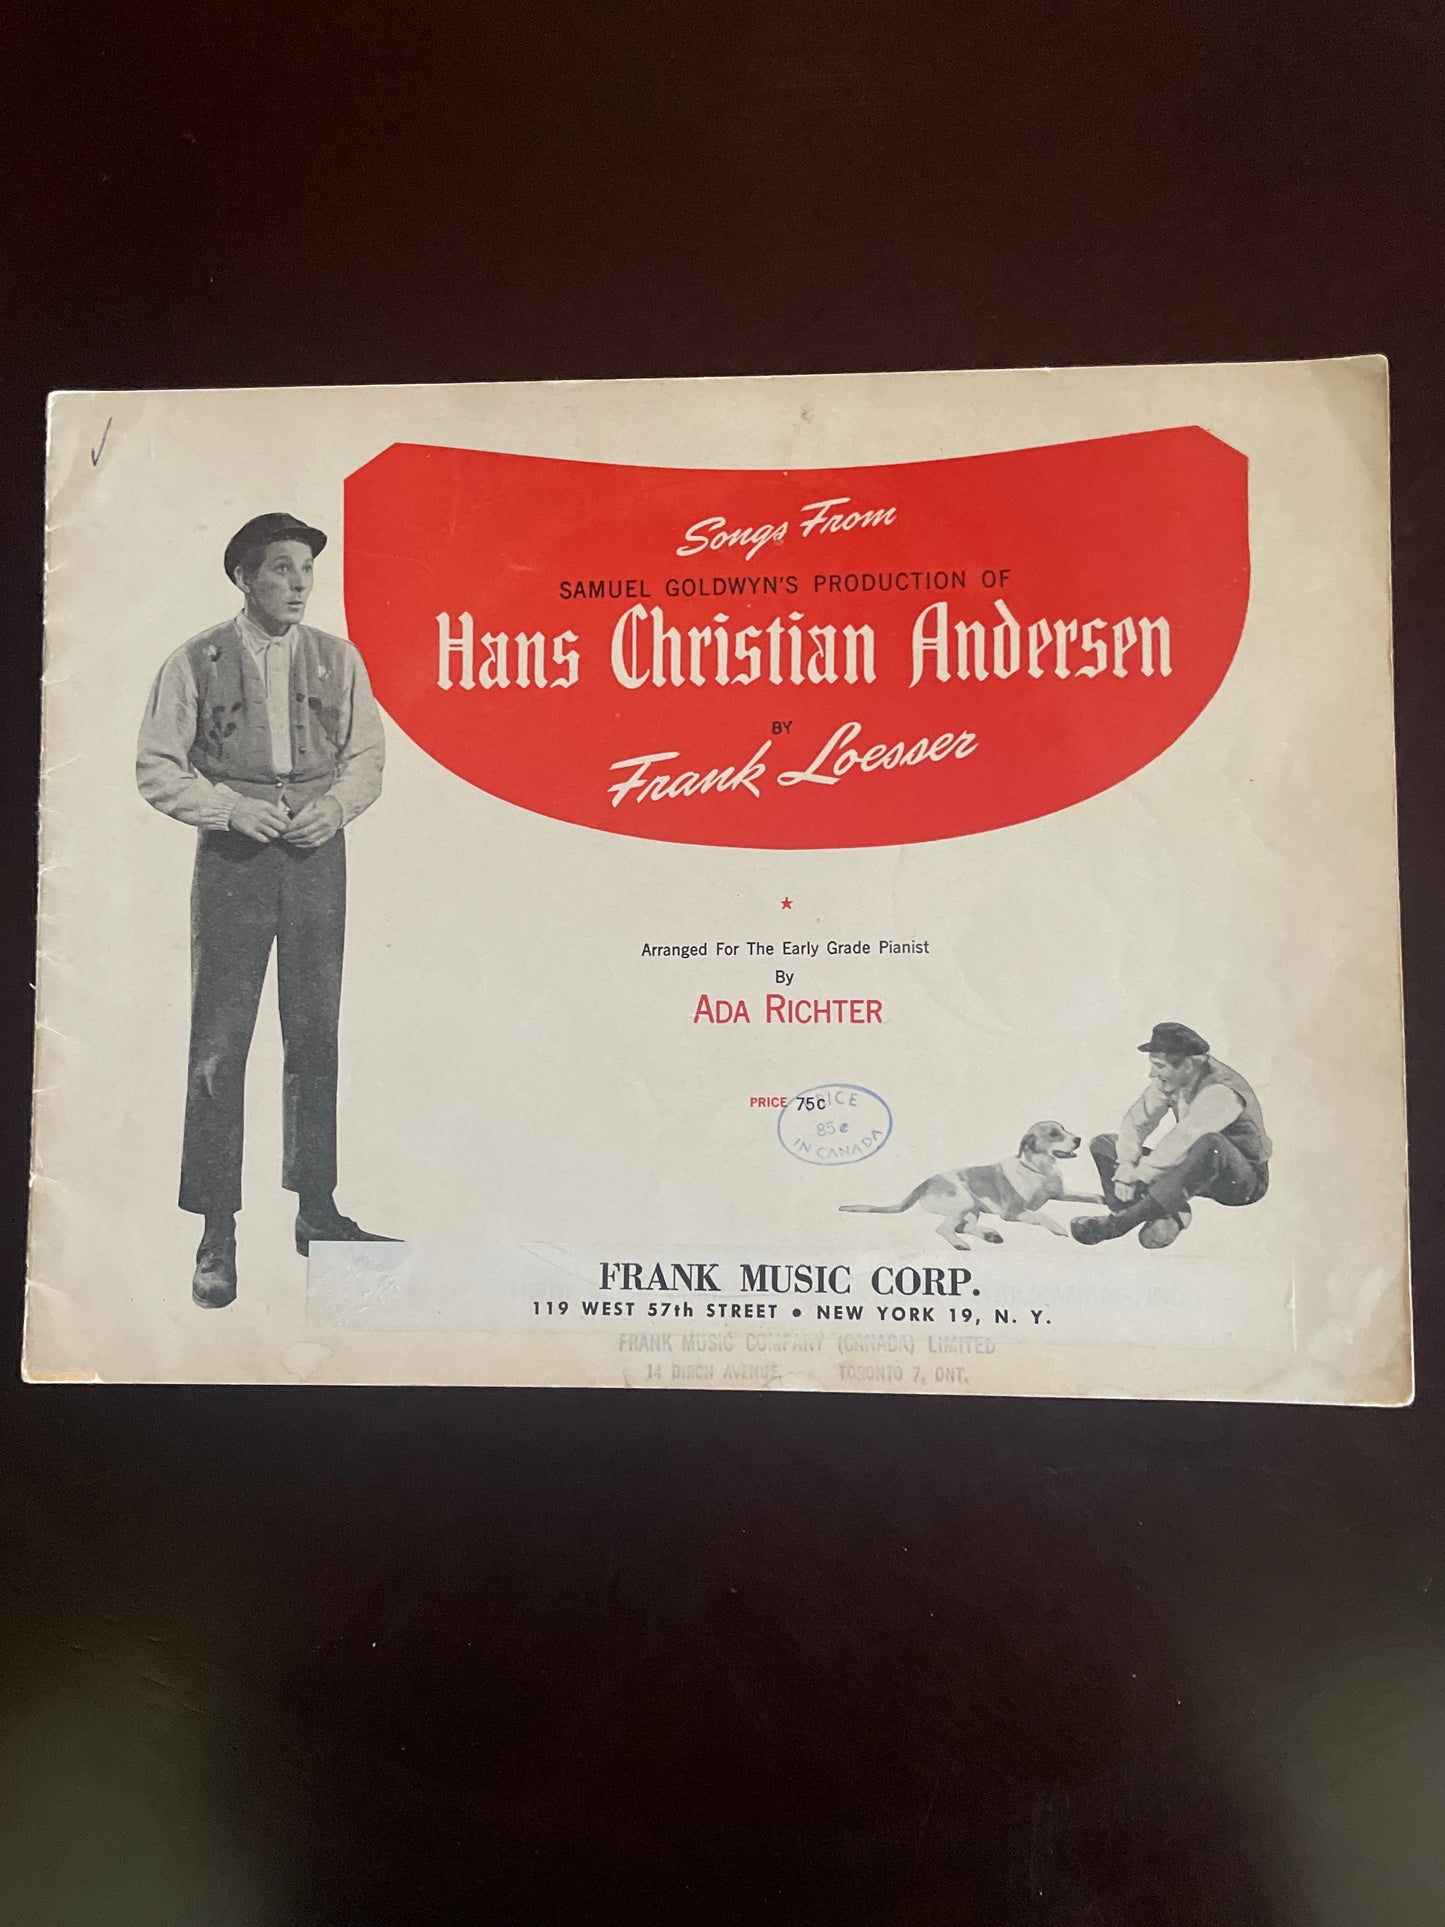 Songs From
SAMUEL GOLDWYN'S PRODUCTION OF
Hans Christian Andersen
BY
Frank Loesser
Arranged For The Early Grade Pianist
By
ADA RICHTER
PRICE 75c
PRICE
85¢
IN CANADA
FRANK MUSIC CORP.
119 WEST 57th STREET • NEW YORK 19, N. Y.
FRANK MUSIC COMPANY (CANADA) LIMITED
14 BIRCH AVENUE - TORONTO 7, ONT.